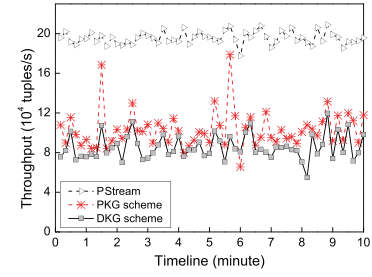 Throughput (10⁴ tuples/s)
20
16
12
8
4
0
PStream
PKG scheme
DKG scheme
0 1 2 3 4 5 6 7 8 9 10
Timeline (minute)